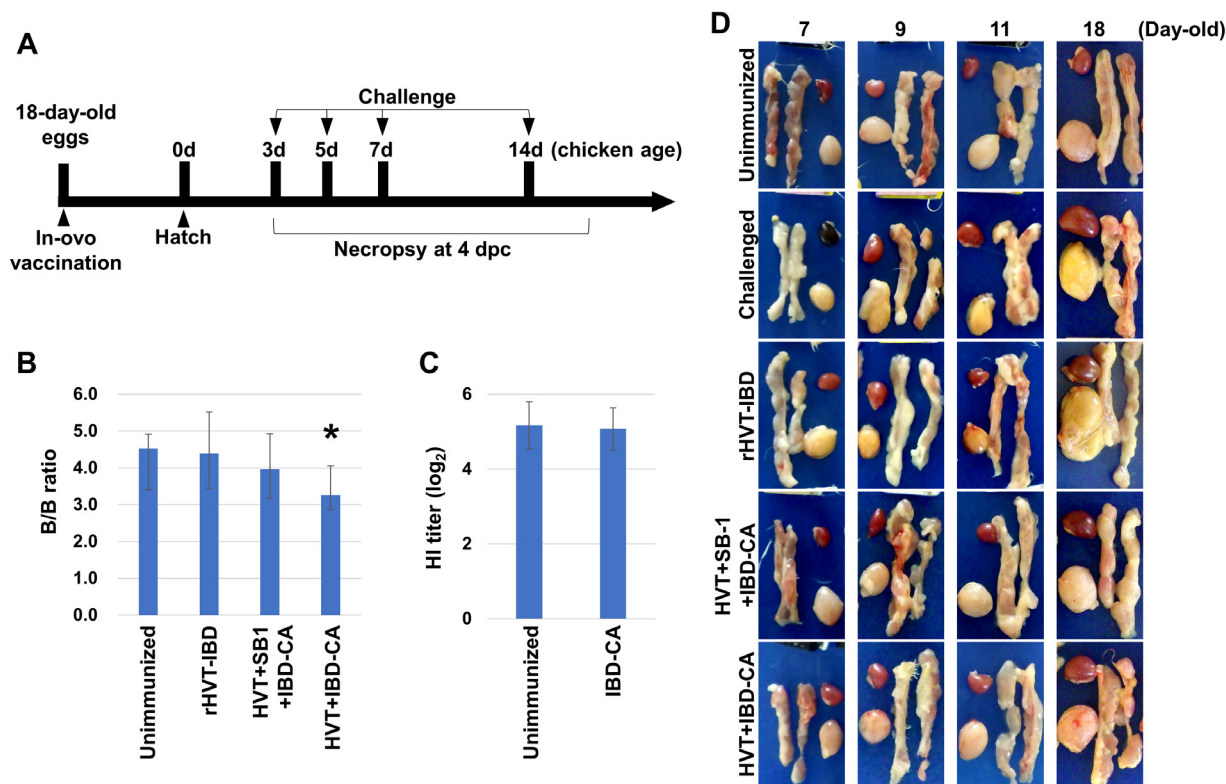 A
18-day-old
eggs
Challenge
0d
3d
5d
7d
14d (chicken age)
In-ovo
vaccination
Hatch
Necropsy at 4 dpc
B
B/B ratio
6.0
5.0
4.0
3.0
2.0
1.0
0.0
*
Unimmunized
rHVT-IBD
HVT+SB1
+IBD-CA
HVT+IBD-CA
C
HI titer (log₂)
6
4
2
0
Unimmunized
IBD-CA
D
7 9 11 18 (Day-old)
Unimmunized
Challenged
rHVT-IBD
HVT+SB-1
+IBD-CA
HVT+IBD-CA